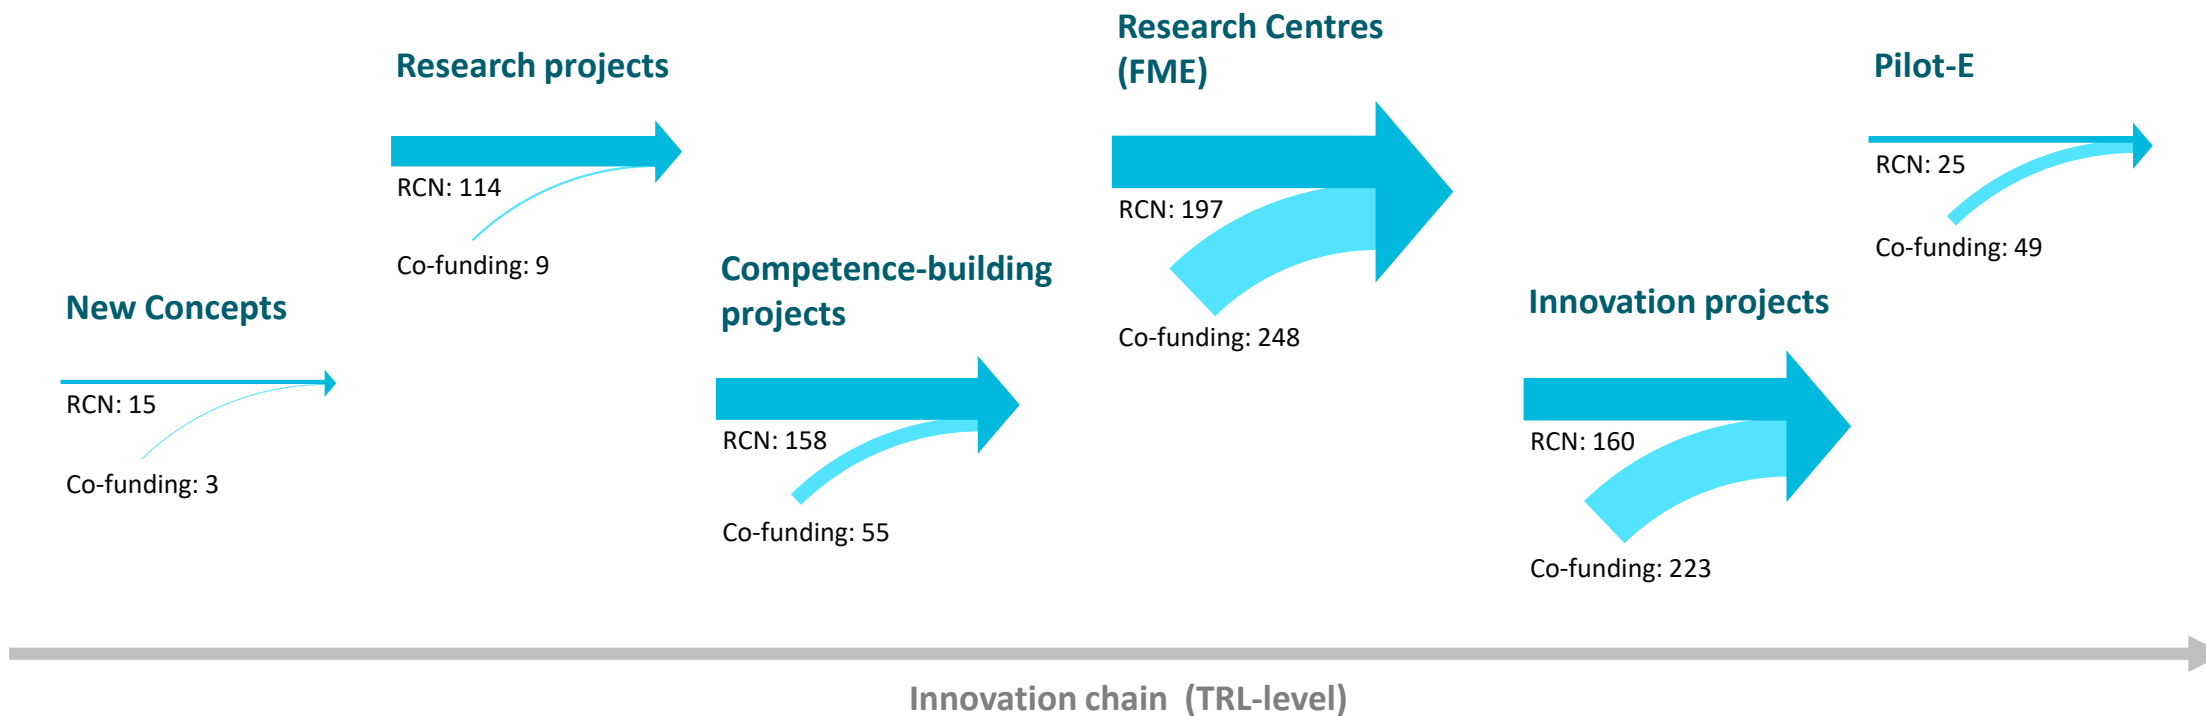 New Concepts
RCN: 15
Co-funding: 3
Research projects
RCN: 114
Co-funding: 9
Competence-building
projects
RCN: 158
Co-funding: 55
Research Centres
(FME)
RCN: 197
Co-funding: 248
Innovation projects
RCN: 160
Co-funding: 223
Pilot-E
RCN: 25
Co-funding: 49
Innovation chain (TRL-level)